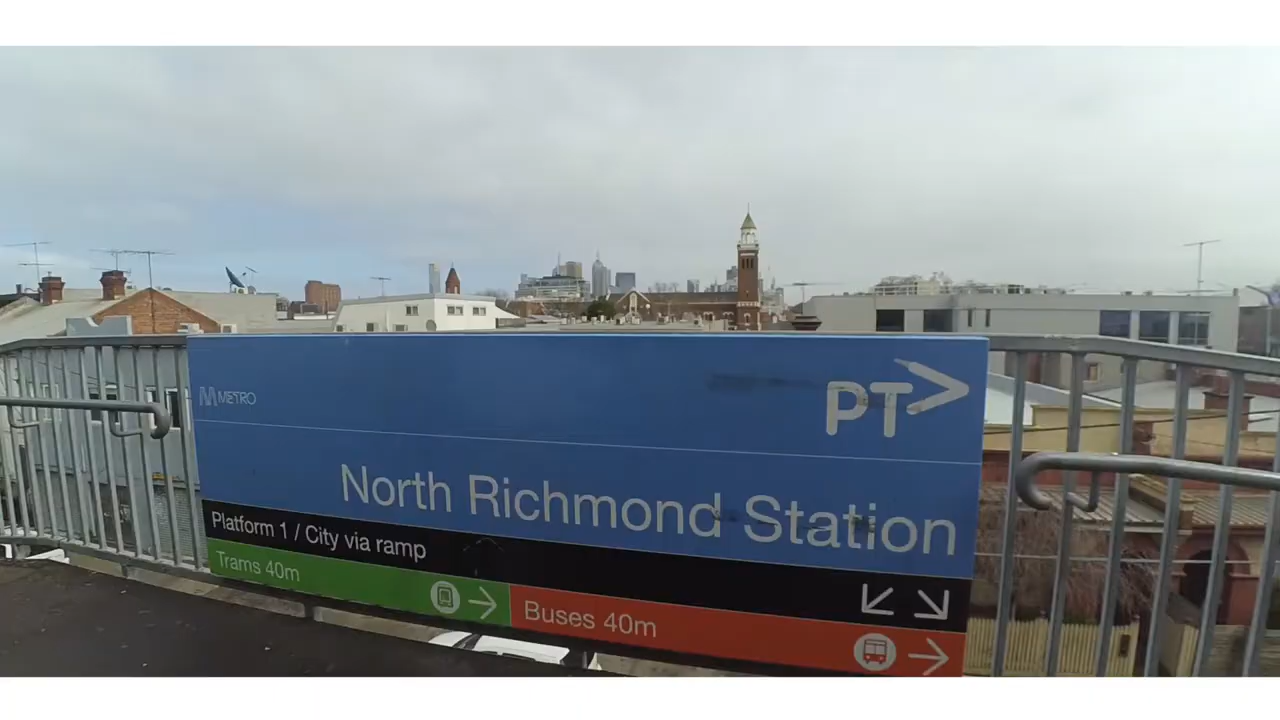 METRO
PT
North Richmond Station
Platform 1 / City via ramp
Trams 40m
Buses 40m